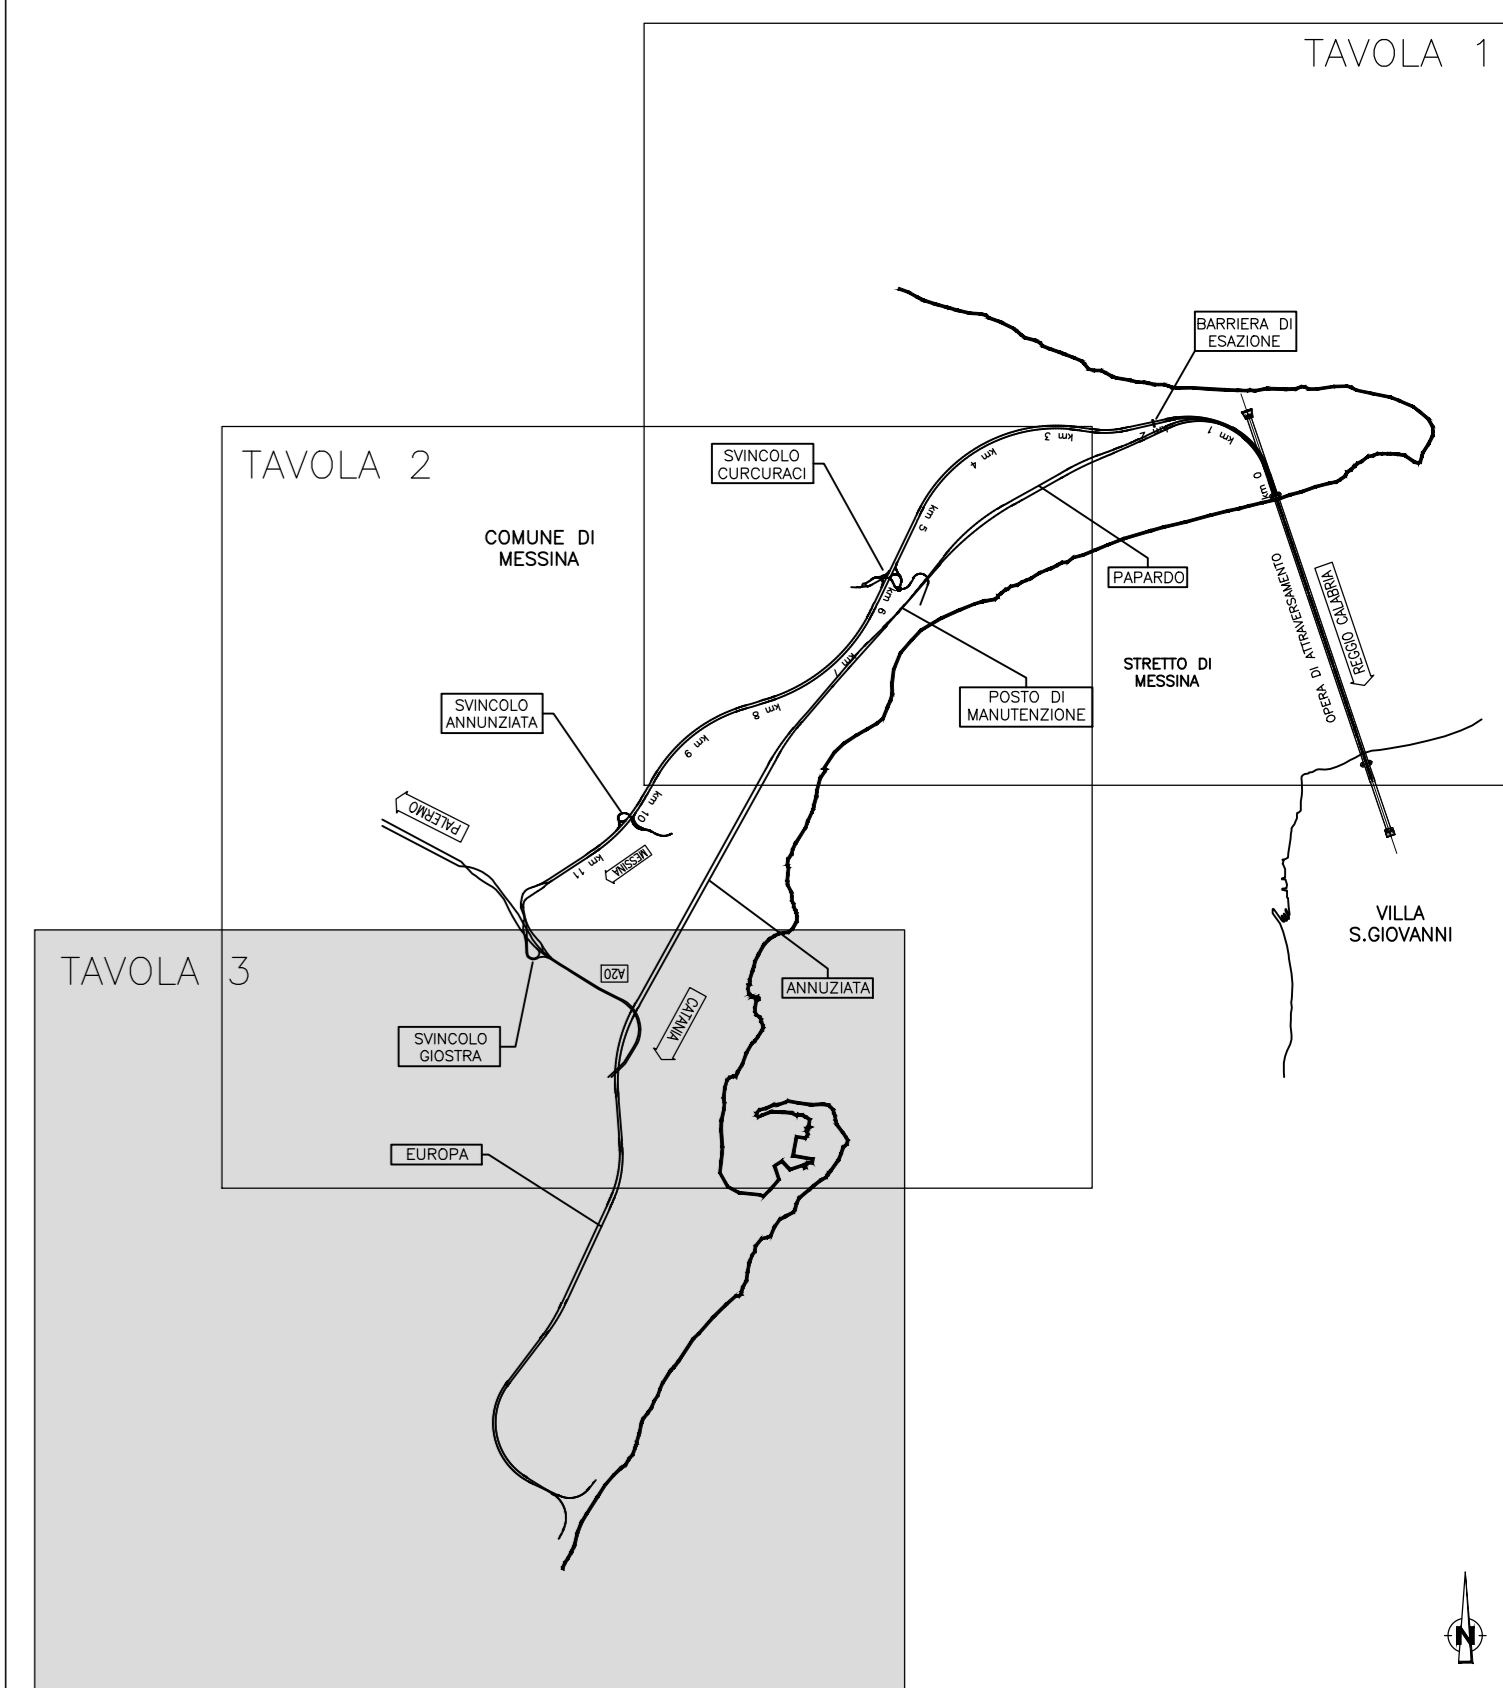 TAVOLA 1
BARRIERA DI
ESAZIONE
km 0
km 1
km 2
km 3
km 4
km 5
km 6
km 7
km 8
km 9
km 10
km 11
TAVOLA 2
SVINCOLO
CURCURACI
COMUNE DI
MESSINA
PAPARDO
OPERA DI ATTRAVERSAMENTO
REGGIO CALABRIA
STRETTO DI
MESSINA
POSTO DI
MANUTENZIONE
SVINCOLO
ANNUNZIATA
PALERMO
MESSINA
VILLA
S.GIOVANNI
TAVOLA 3
A20
ANNUZIATA
CATANIA
SVINCOLO
GIOSTRA
EUROPA
N